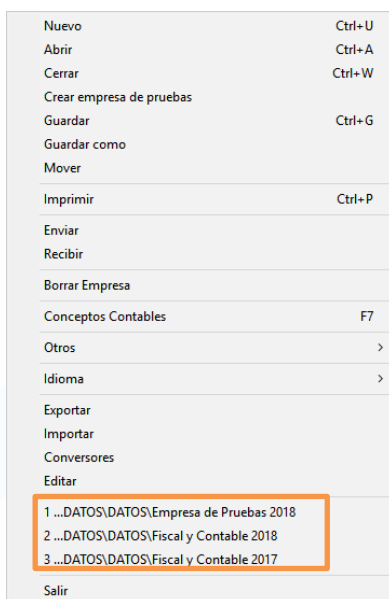 Nuevo Ctrl+U
Abrir Ctrl+A
Cerrar Ctrl+W
Crear empresa de pruebas
Guardar Ctrl+G
Guardar como
Mover
Imprimir Ctrl+P
Enviar
Recibir
Borrar Empresa
Conceptos Contables F7
Otros >
Idioma >
Exportar
Importar
Conversores
Editar
1 ...DATOS\DATOS\Empresa de Pruebas 2018
2 ...DATOS\DATOS\Fiscal y Contable 2018
3 ...DATOS\DATOS\Fiscal y Contable 2017
Salir